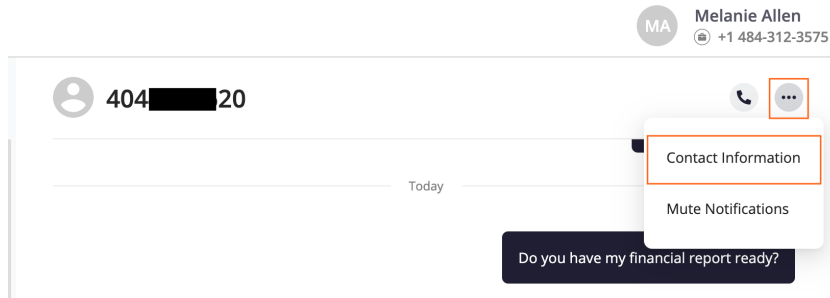 MA
Melanie Allen
+1 484-312-3575
404 20
Contact Information
Today
Mute Notifications
Do you have my financial report ready?